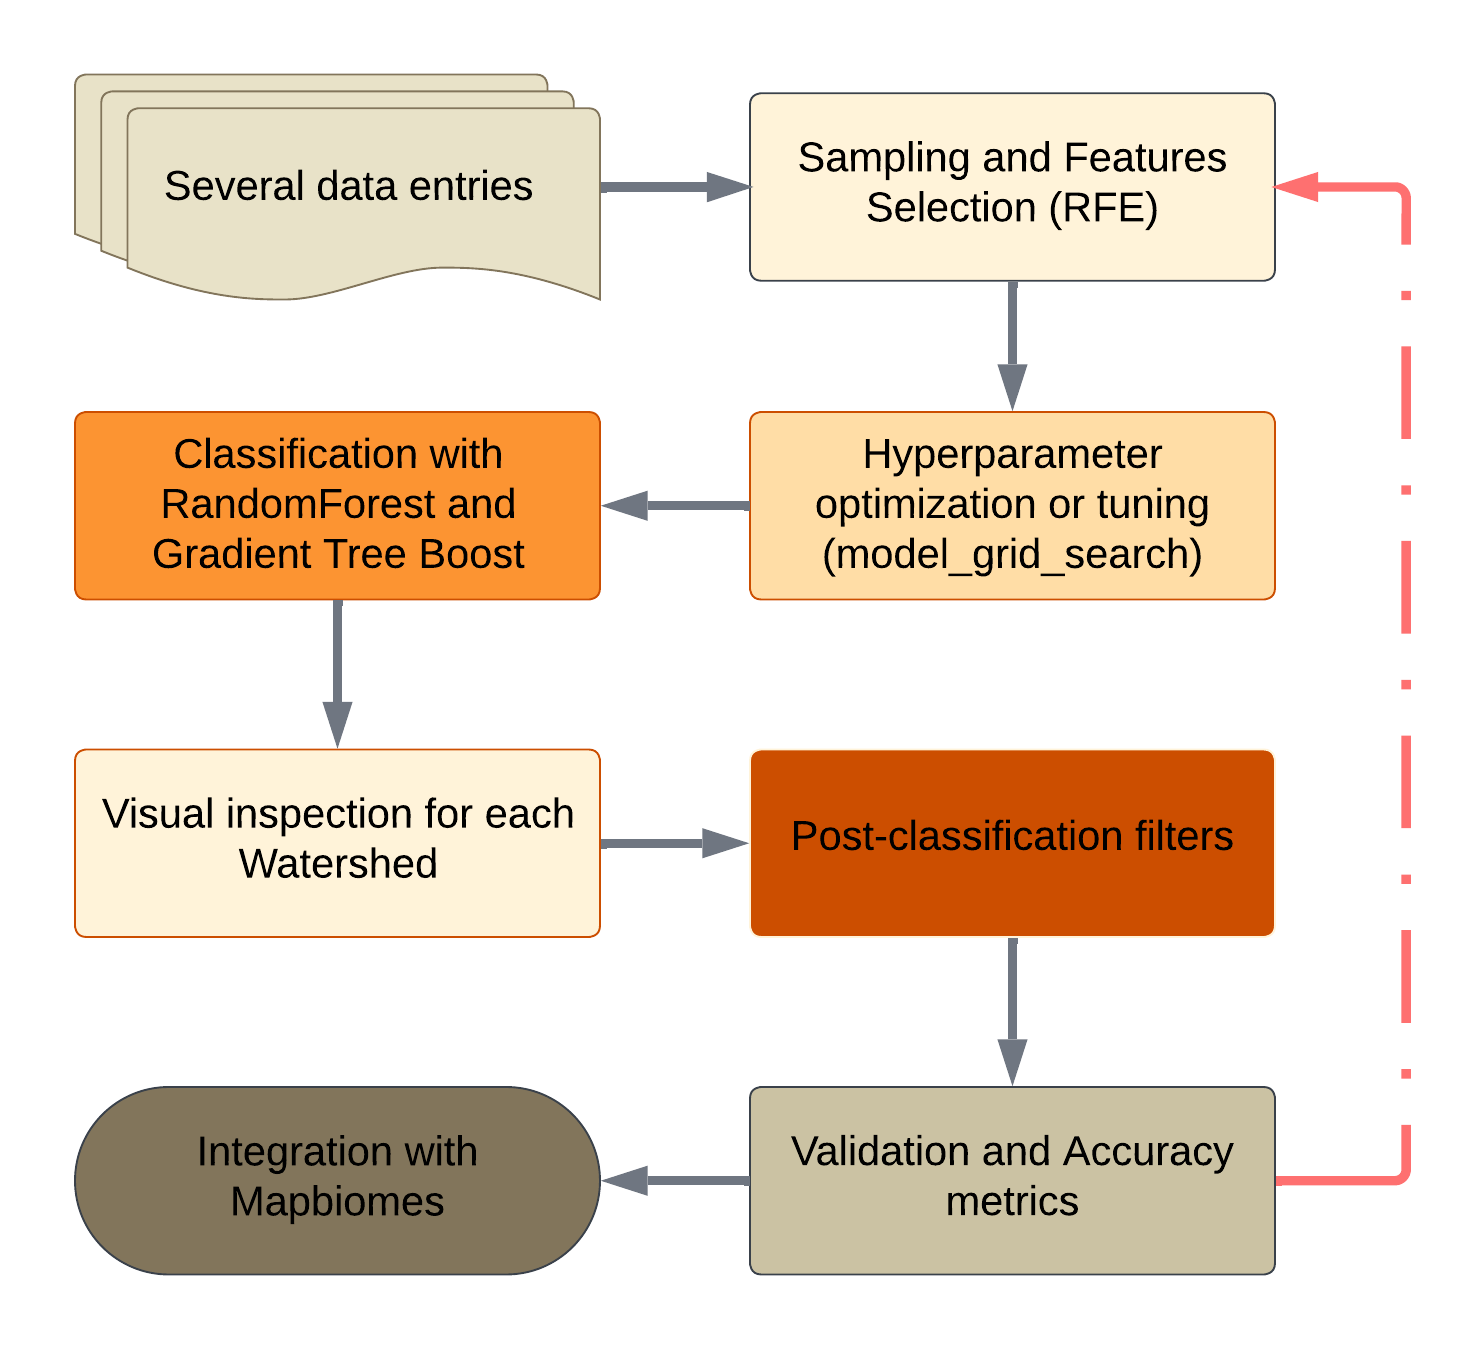 Several data entries
Sampling and Features
Selection (RFE)
Hyperparameter
optimization or tuning
(model_grid_search)
Classification with
RandomForest and
Gradient Tree Boost
Visual inspection for each
Watershed
Post-classification filters
Validation and Accuracy
metrics
Integration with
Mapbiomes